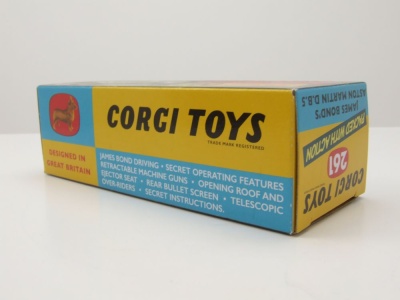 CORGI TOYS
TRADE MARK REGISTERED
DESIGNED IN
GREAT BRITAIN
JAMES BOND DRIVING • SECRET OPERATING FEATURES
RETRACTABLE MACHINE GUNS • OPENING ROOF AND
EJECTOR SEAT • REAR BULLET SCREEN • TELESCOPIC
OVER-RIDERS • SECRET INSTRUCTIONS.
JAMES BOND'S
ASTON MARTIN D.B.5
PACKED WITH ACTION
261
CORGI TOYS